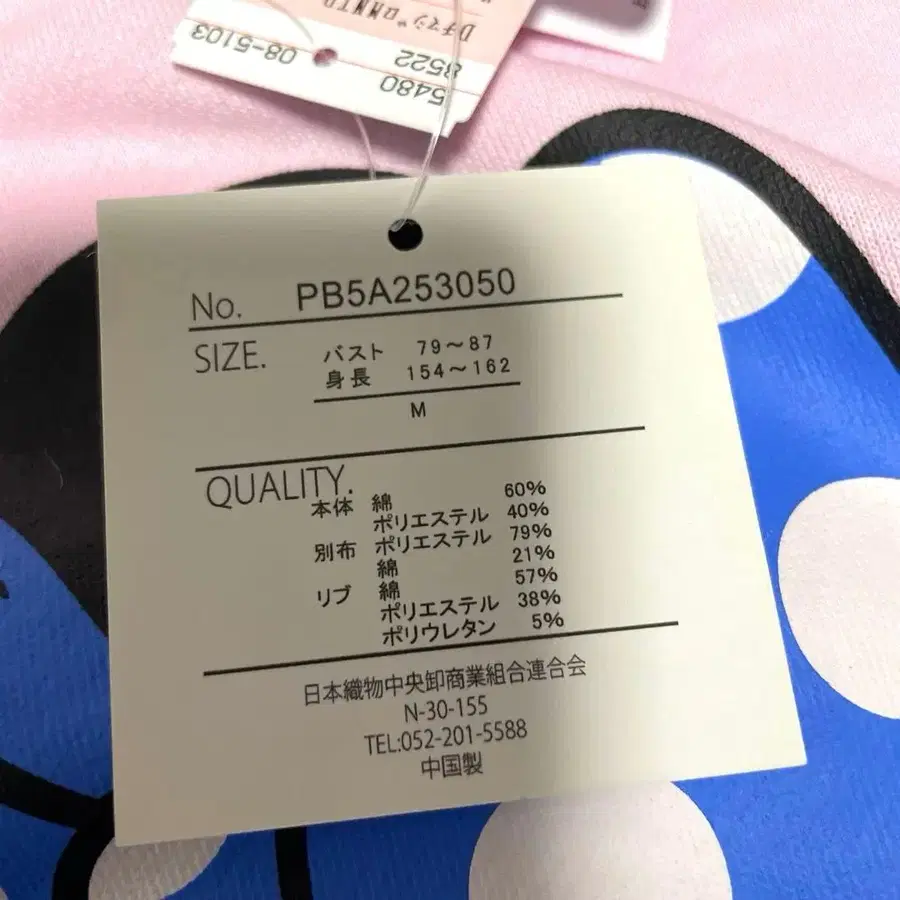 08-5103
5480
8522
No. PB5A253050
SIZE. バスト 79～87
身長 154～162
M
QUALITY.
本体 綿 60%
ポリエステル 40%
別布 ポリエステル 79%
綿 21%
リブ 綿 57%
ポリエステル 38%
ポリウレタン 5%
日本織物中央卸商業組合連合会
N-30-155
TEL:052-201-5588
中国製